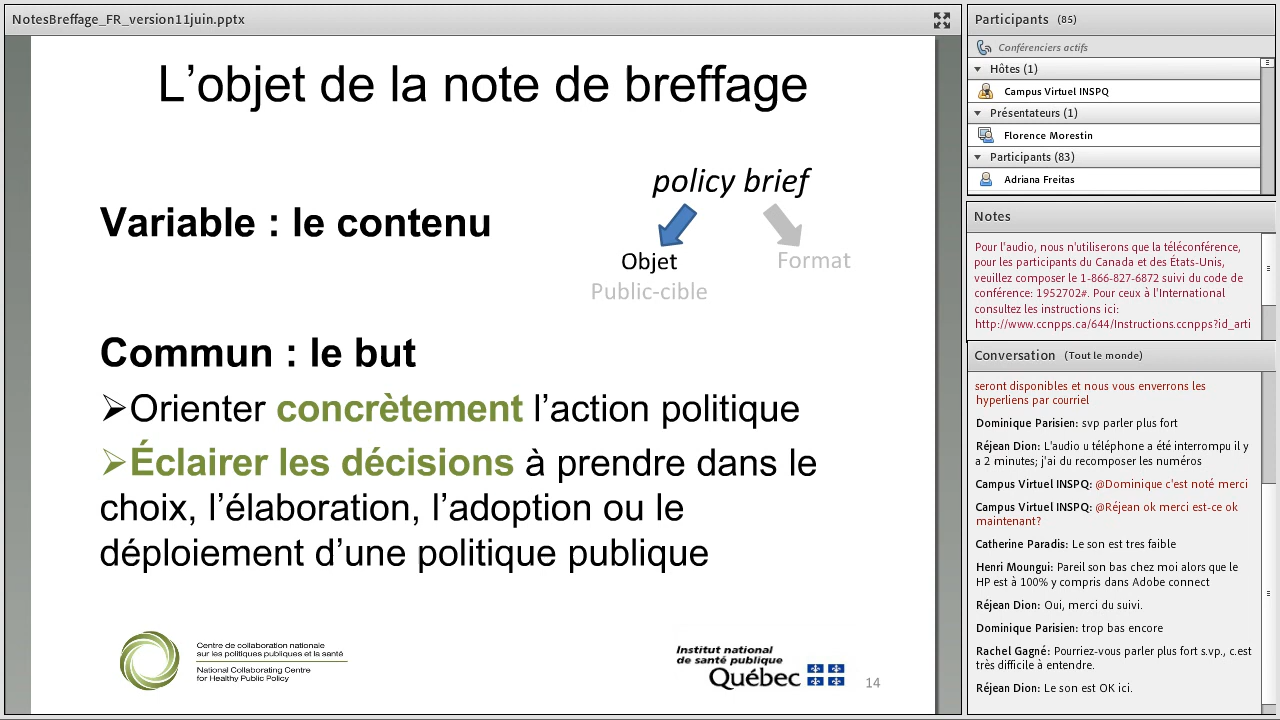 NotesBreffage_FR_version11juin.pptx
L'objet de la note de breffage
policy brief
Variable : le contenu
Objet
Format
Public-cible
Commun : le but
➢Orienter concrètement l'action politique
➢Éclairer les décisions à prendre dans le
choix, l'élaboration, l'adoption ou le
déploiement d'une politique publique
Centre de collaboration nationale
sur les politiques publiques et la santé
National Collaborating Centre
for Healthy Public Policy
Institut national
de santé publique
Québec
14
Participants (85)
Conférenciers actifs
Hôtes (1)
Campus Virtuel INSPQ
Présentateurs (1)
Florence Morestin
Participants (83)
Adriana Freitas
Notes
Pour l'audio, nous n'utilisons que la téléconférence,
pour les participants du Canada et des États-Unis,
veuillez composer le 1-866-827-6872 suivi du code de
conférence: 1952702. Pour ceux à l'International
consultez les instructions ici:
http://www.ccnpps.ca/644/Instructions.ccnpps?id_arti
Conversation (Tout le monde)
seront disponibles et nous vous enverrons les
hyperliens par courriel
Dominique Parisien: svp parler plus fort
Réjean Dion: L'audio u téléphone a été interrompu il y
a 2 minutes; j'ai du recomposer les numéros
Campus Virtuel INSPQ: @Dominique c'est noté merci
Campus Virtuel INSPQ: @Réjean ok merci est-ce ok
maintenant?
Catherine Paradis: Le son est tres faible
Henri Moungui: Pareil son bas chez moi alors que le
HP est à 100% y compris dans Adobe connect
Réjean Dion: Oui, merci du suivi.
Dominique Parisien: trop bas encore
Rachel Gagné: Pourriez-vous parler plus fort s.vp., c.est
très difficile à entendre.
Réjean Dion: Le son est OK ici.